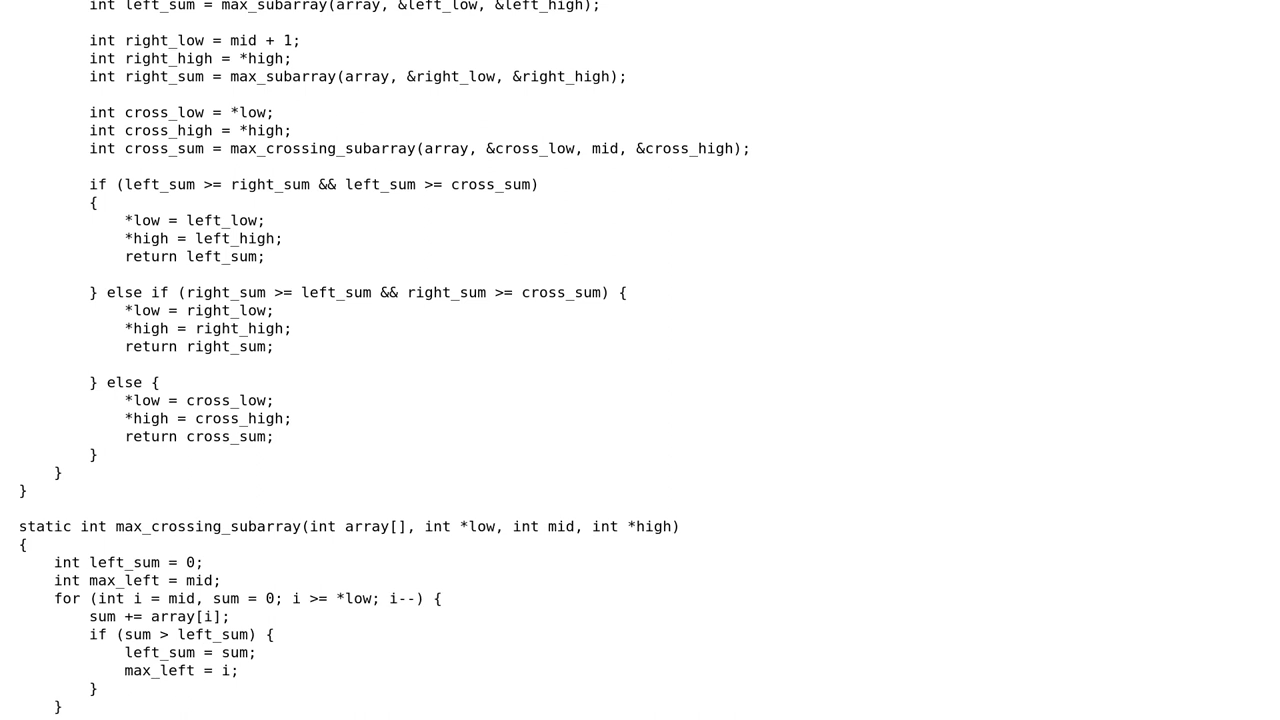 int left_sum = max_subarray(array, &left_low, &left_high);
int right_low = mid + 1;
int right_high = *high;
int right_sum = max_subarray(array, &right_low, &right_high);
int cross_low = *low;
int cross_high = *high;
int cross_sum = max_crossing_subarray(array, &cross_low, mid, &cross_high);
if (left_sum >= right_sum && left_sum >= cross_sum)
{
*low = left_low;
*high = left_high;
return left_sum;
} else if (right_sum >= left_sum && right_sum >= cross_sum) {
*low = right_low;
*high = right_high;
return right_sum;
} else {
*low = cross_low;
*high = cross_high;
return cross_sum;
}
}
}
static int max_crossing_subarray(int array[], int *low, int mid, int *high)
{
int left_sum = 0;
int max_left = mid;
for (int i = mid, sum = 0; i >= *low; i--) {
sum += array[i];
if (sum > left_sum) {
left_sum = sum;
max_left = i;
}
}